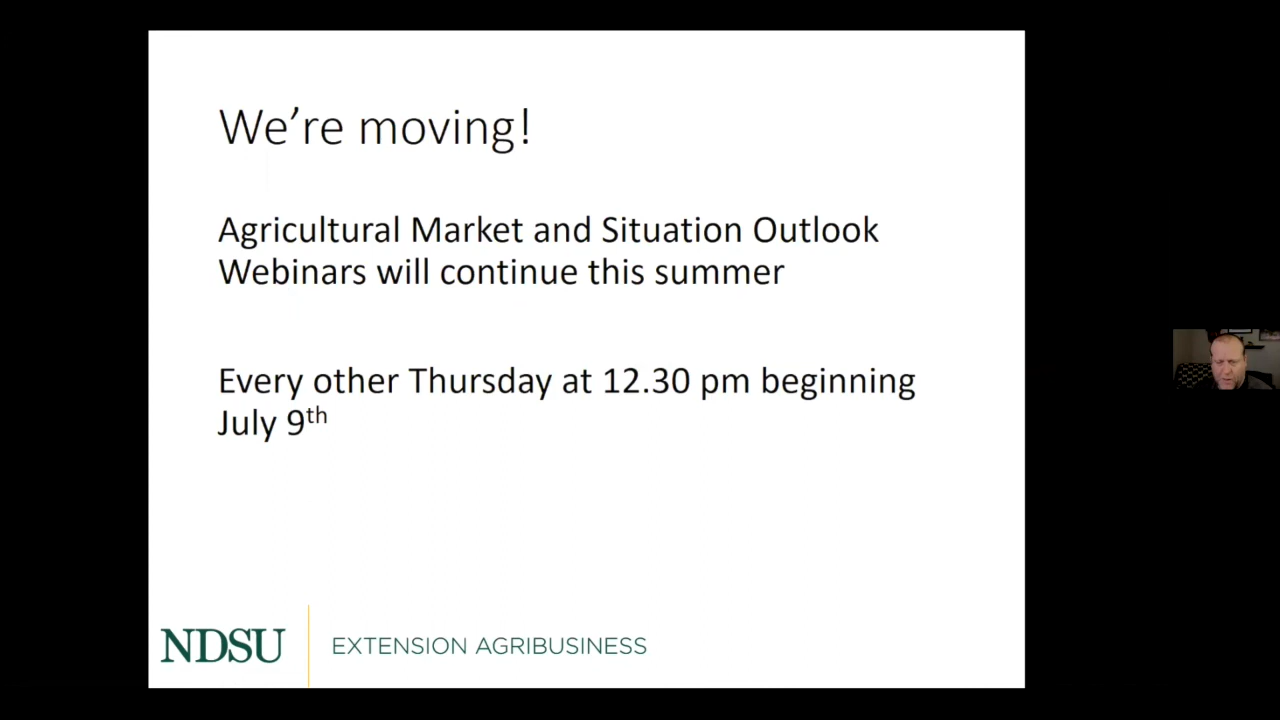 We’re moving!
Agricultural Market and Situation Outlook
Webinars will continue this summer
Every other Thursday at 12.30 pm beginning
July 9th
NDSU
EXTENSION AGRIBUSINESS